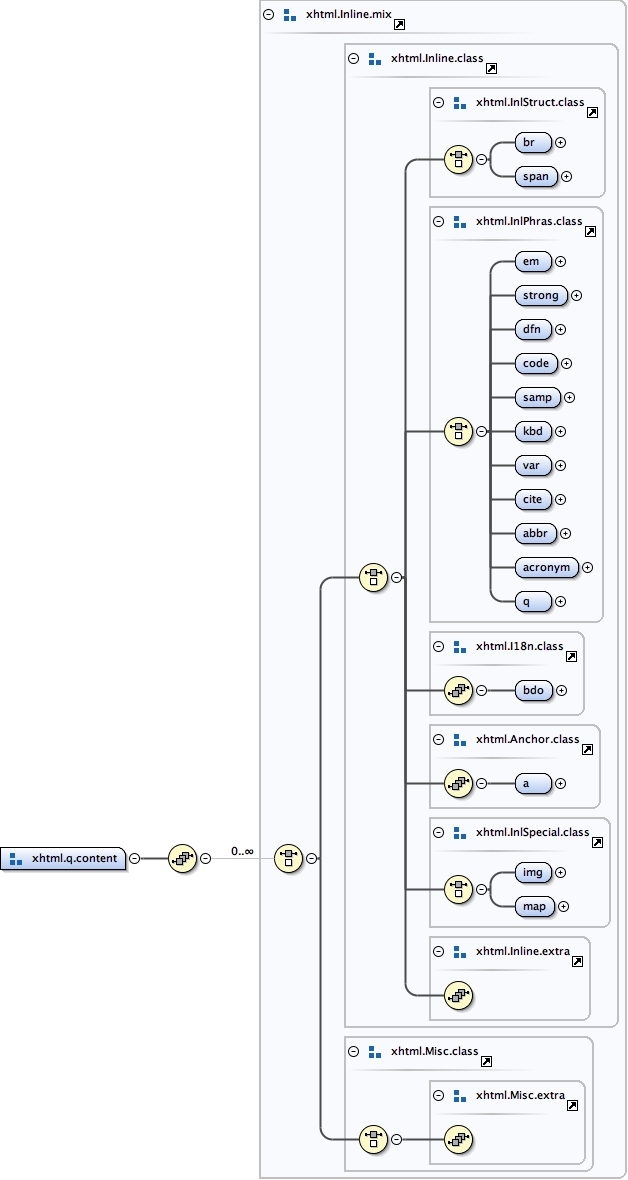 xhtml.Inline.mix
xhtml.Inline.class
xhtml.InlStruct.class
br
span
xhtml.InlPhras.class
em
strong
dfn
code
samp
kbd
var
cite
abbr
acronym
q
xhtml.I18n.class
bdo
xhtml.Anchor.class
a
xhtml.q.content
0..∞
xhtml.InlSpecial.class
img
map
xhtml.Inline.extra
xhtml.Misc.class
xhtml.Misc.extra